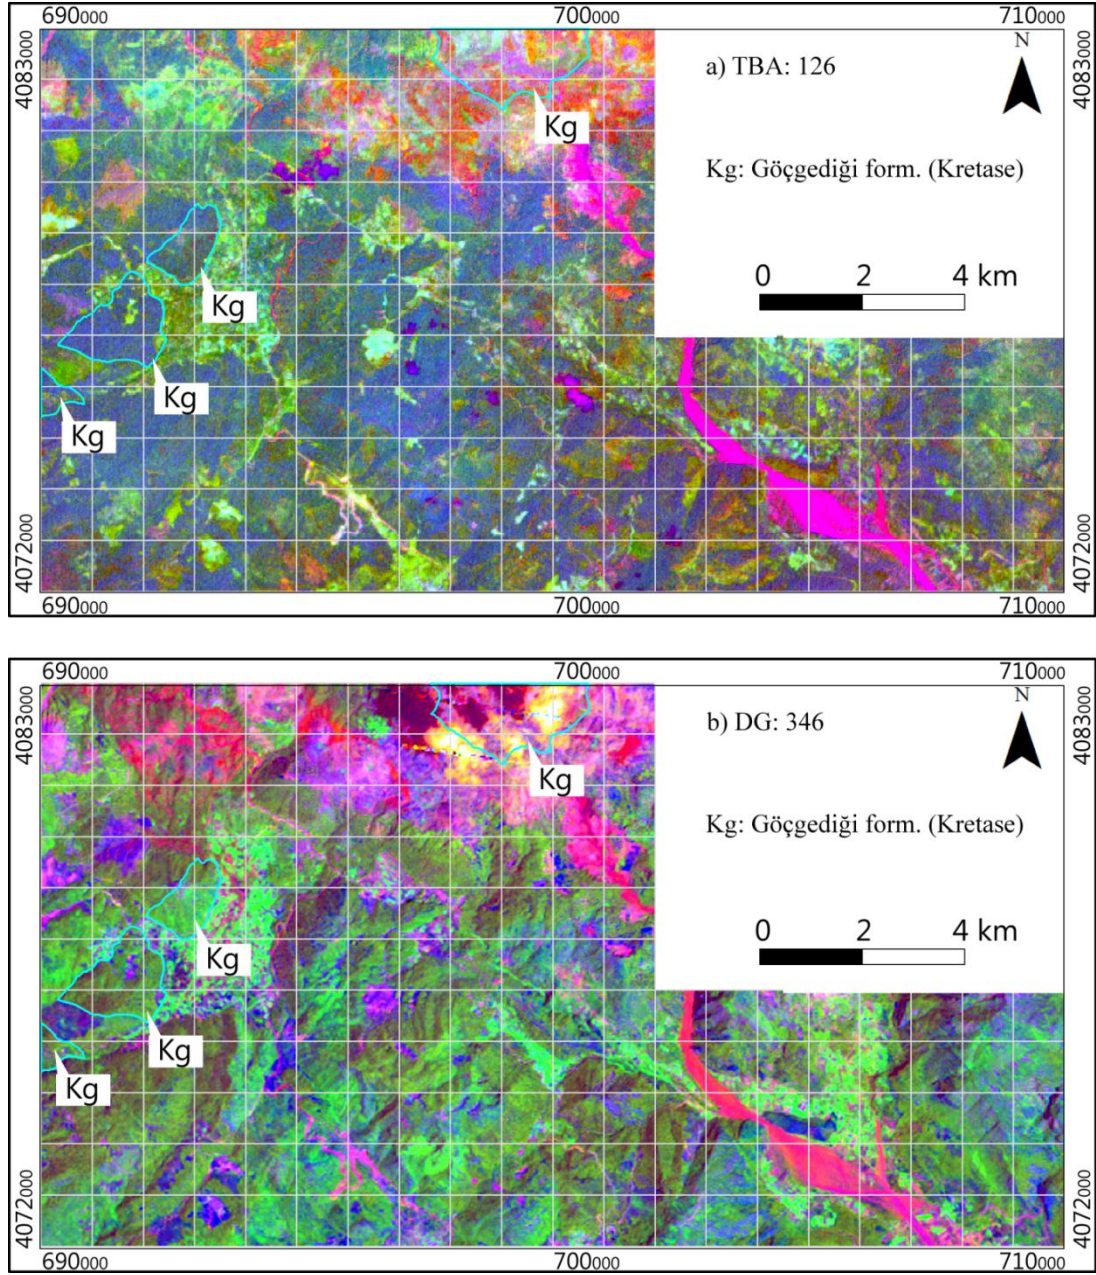 690000 700000 710000
4083000 4083000
N
a) TBA: 126
Kg
Kg: Göçgediği form. (Kretase)
0 2 4 km
Kg
Kg
Kg
4072000 4072000
690000 700000 710000
690000 700000 710000
4083000 4083000
N
b) DG: 346
Kg
Kg: Göçgediği form. (Kretase)
0 2 4 km
Kg
Kg
Kg
4072000 4072000
690000 700000 710000